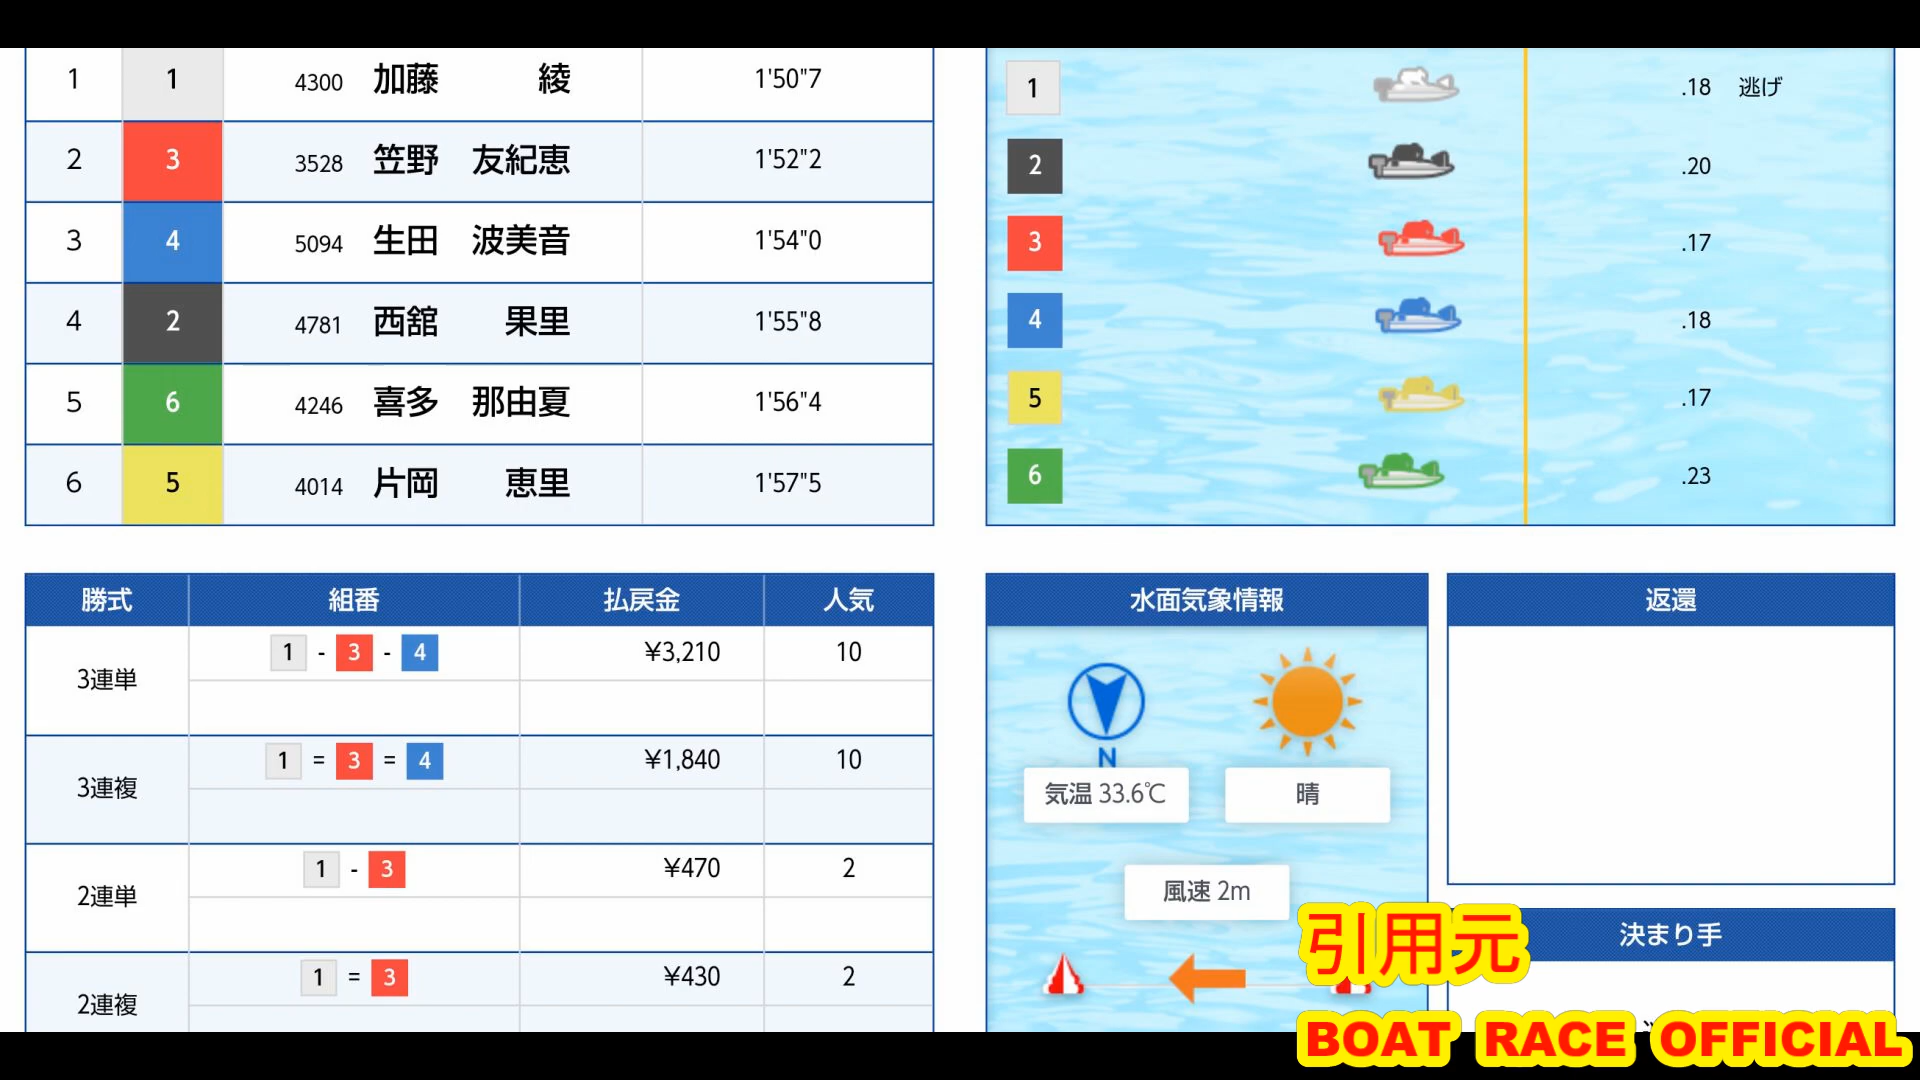 1 1 4300 加藤 綾 1'50"7
2 3 3528 笠野 友紀恵 1'52"2
3 4 5094 生田 波美音 1'54"0
4 2 4781 西舘 果里 1'55"8
5 6 4246 喜多 那由夏 1'56"4
6 5 4014 片岡 恵里 1'57"5
1 .18 逃げ
2 .20
3 .17
4 .18
5 .17
6 .23
勝式 組番 払戻金 人気
3連単 1 - 3 - 4 ¥3,210 10
3連複 1 = 3 = 4 ¥1,840 10
2連単 1 - 3 ¥470 2
2連複 1 = 3 ¥430 2
水面気象情報
N
気温 33.6℃ 晴
風速 2m
返還
決まり手
引用元
BOAT RACE OFFICIAL